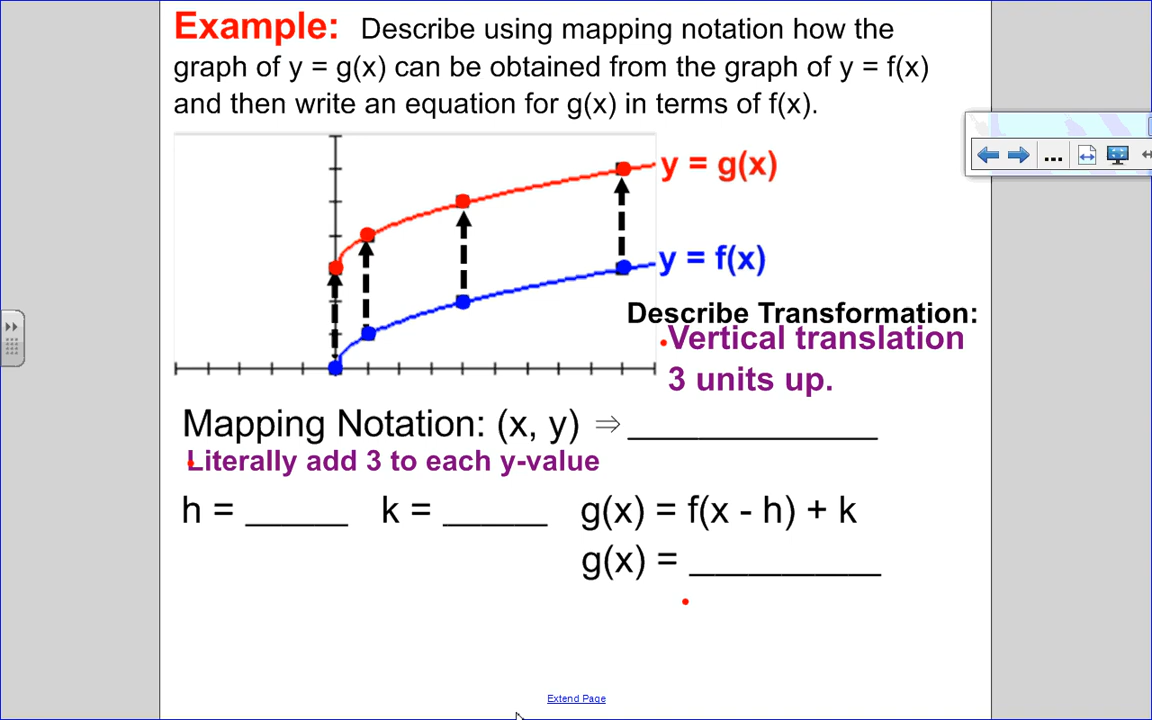 Example: Describe using mapping notation how the
graph of y = g(x) can be obtained from the graph of y = f(x)
and then write an equation for g(x) in terms of f(x).
y = g(x)
y = f(x)
Describe Transformation:
Vertical translation
3 units up.
Mapping Notation: (x, y) ⇒ _____________
Literally add 3 to each y-value
h = _____ k = _____ g(x) = f(x - h) + k
g(x) = _________
Extend Page